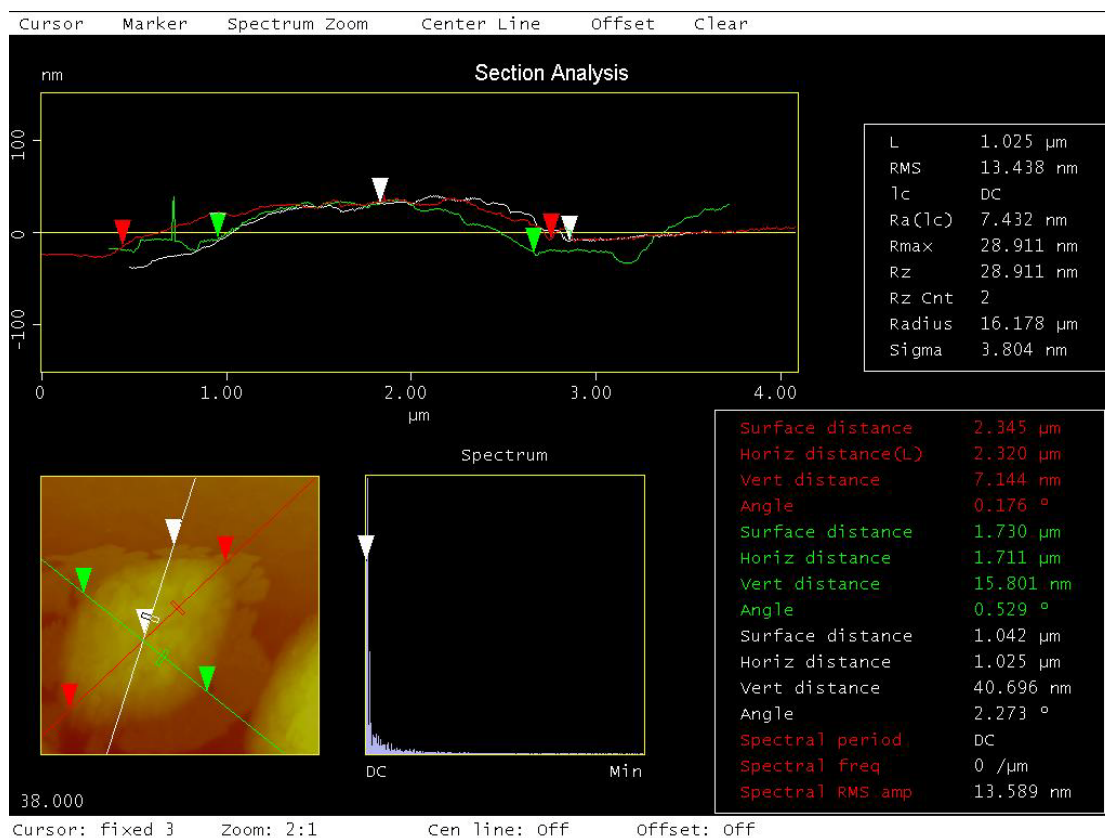 Cursor Marker Spectrum Zoom Center Line Offset Clear
nm
Section Analysis
100
0
-100
0 1.00 2.00 3.00 4.00
µm
L 1.025 µm
RMS 13.438 nm
lc DC
Ra(lc) 7.432 nm
Rmax 28.911 nm
Rz 28.911 nm
Rz Cnt 2
Radius 16.178 µm
Sigma 3.804 nm
Surface distance 2.345 µm
Horiz distance(L) 2.320 µm
Vert distance 7.144 nm
Angle 0.176 °
Surface distance 1.730 µm
Horiz distance 1.711 µm
Vert distance 15.801 nm
Angle 0.529 °
Surface distance 1.042 µm
Horiz distance 1.025 µm
Vert distance 40.696 nm
Angle 2.273 °
Spectral period DC
Spectral freq 0 /µm
Spectral RMS amp 13.589 nm
Spectrum
DC Min
38.000
Cursor: fixed 3 Zoom: 2:1 Cen line: Off Offset: Off